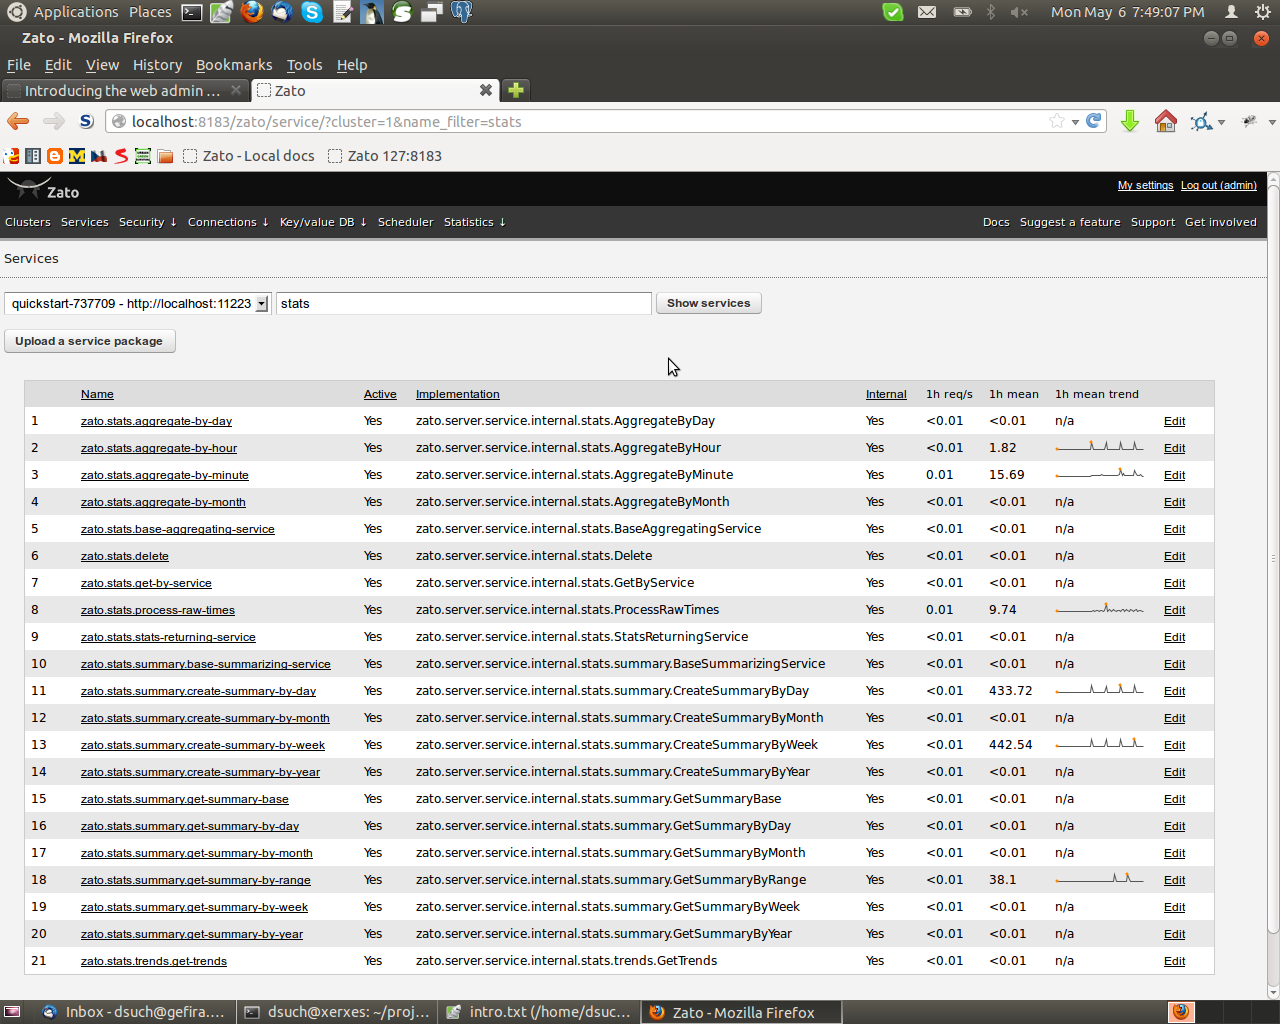 Applications Places Mon May 6 7:49:07 PM
Zato - Mozilla Firefox
File Edit View History Bookmarks Tools Help
Introducing the web admin ... Zato
localhost:8183/zato/service/?cluster=1&name_filter=stats
Zato - Local docs Zato 127:8183
Zato My settings Log out (admin)
Clusters Services Security ↓ Connections ↓ Key/value DB ↓ Scheduler Statistics ↓ Docs Suggest a feature Support Get involved
Services
quickstart-737709 - http://localhost:11223 stats Show services
Upload a service package
Name Active Implementation Internal 1h req/s 1h mean 1h mean trend
1 zato.stats.aggregate-by-day Yes zato.server.service.internal.stats.AggregateByDay Yes <0.01 <0.01 n/a Edit
2 zato.stats.aggregate-by-hour Yes zato.server.service.internal.stats.AggregateByHour Yes <0.01 1.82 Edit
3 zato.stats.aggregate-by-minute Yes zato.server.service.internal.stats.AggregateByMinute Yes 0.01 15.69 Edit
4 zato.stats.aggregate-by-month Yes zato.server.service.internal.stats.AggregateByMonth Yes <0.01 <0.01 n/a Edit
5 zato.stats.base-aggregating-service Yes zato.server.service.internal.stats.BaseAggregatingService Yes <0.01 <0.01 n/a Edit
6 zato.stats.delete Yes zato.server.service.internal.stats.Delete Yes <0.01 <0.01 n/a Edit
7 zato.stats.get-by-service Yes zato.server.service.internal.stats.GetByService Yes <0.01 <0.01 n/a Edit
8 zato.stats.process-raw-times Yes zato.server.service.internal.stats.ProcessRawTimes Yes 0.01 9.74 Edit
9 zato.stats.stats-returning-service Yes zato.server.service.internal.stats.StatsReturningService Yes <0.01 <0.01 n/a Edit
10 zato.stats.summary.base-summarizing-service Yes zato.server.service.internal.stats.summary.BaseSummarizingService Yes <0.01 <0.01 n/a Edit
11 zato.stats.summary.create-summary-by-day Yes zato.server.service.internal.stats.summary.CreateSummaryByDay Yes <0.01 433.72 Edit
12 zato.stats.summary.create-summary-by-month Yes zato.server.service.internal.stats.summary.CreateSummaryByMonth Yes <0.01 <0.01 n/a Edit
13 zato.stats.summary.create-summary-by-week Yes zato.server.service.internal.stats.summary.CreateSummaryByWeek Yes <0.01 442.54 Edit
14 zato.stats.summary.create-summary-by-year Yes zato.server.service.internal.stats.summary.CreateSummaryByYear Yes <0.01 <0.01 n/a Edit
15 zato.stats.summary.get-summary-base Yes zato.server.service.internal.stats.summary.GetSummaryBase Yes <0.01 <0.01 n/a Edit
16 zato.stats.summary.get-summary-by-day Yes zato.server.service.internal.stats.summary.GetSummaryByDay Yes <0.01 <0.01 n/a Edit
17 zato.stats.summary.get-summary-by-month Yes zato.server.service.internal.stats.summary.GetSummaryByMonth Yes <0.01 <0.01 n/a Edit
18 zato.stats.summary.get-summary-by-range Yes zato.server.service.internal.stats.summary.GetSummaryByRange Yes <0.01 38.1 Edit
19 zato.stats.summary.get-summary-by-week Yes zato.server.service.internal.stats.summary.GetSummaryByWeek Yes <0.01 <0.01 n/a Edit
20 zato.stats.summary.get-summary-by-year Yes zato.server.service.internal.stats.summary.GetSummaryByYear Yes <0.01 <0.01 n/a Edit
21 zato.stats.trends.get-trends Yes zato.server.service.internal.stats.trends.GetTrends Yes <0.01 <0.01 n/a Edit
Inbox - dsuch@gefira.... dsuch@xerxes: ~/proj... intro.txt (/home/dsuc... Zato - Mozilla Firefox